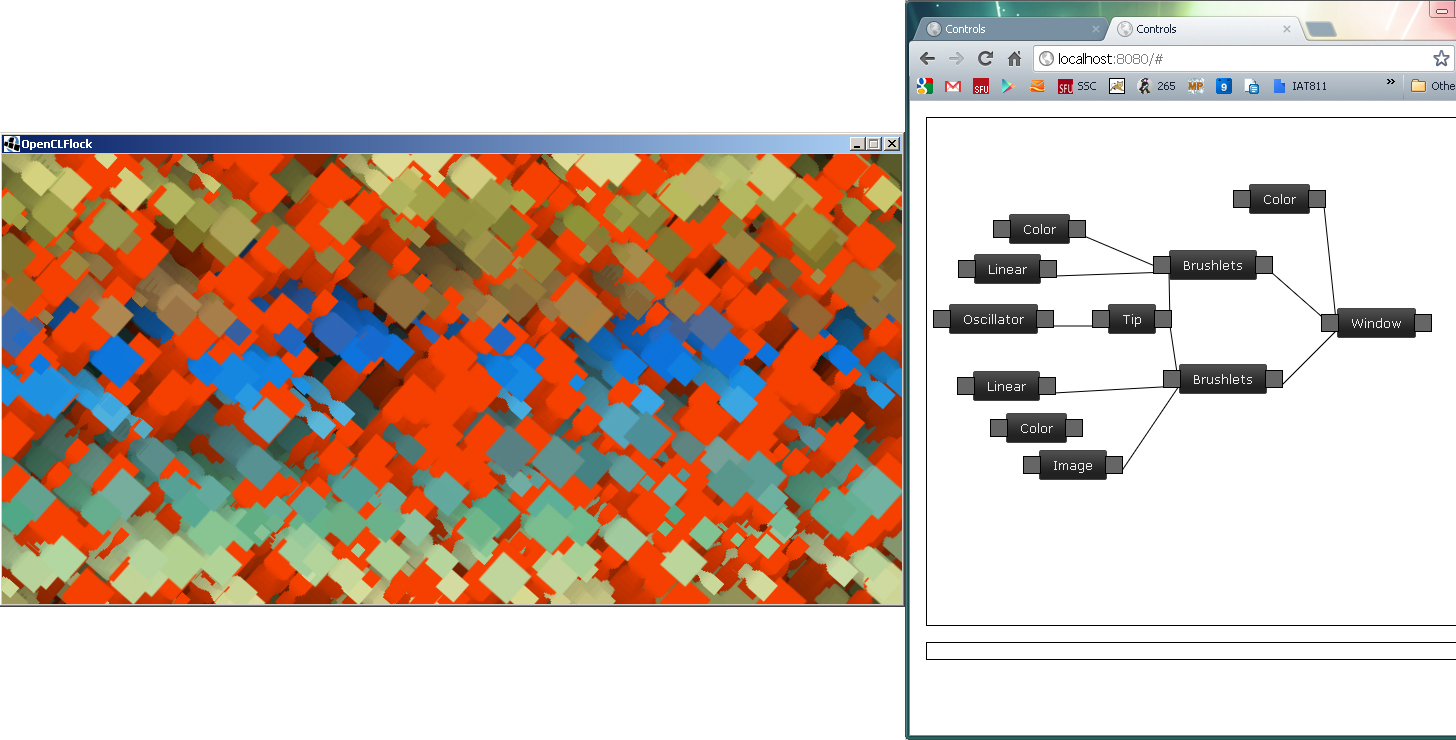 OpenCLFlock
Controls
Controls
localhost:8080/#
SFU
SFU SSC
265
MP
9
IAT811
»
Othe
Color
Color
Linear
Brushlets
Oscillator
Tip
Window
Linear
Brushlets
Color
Image